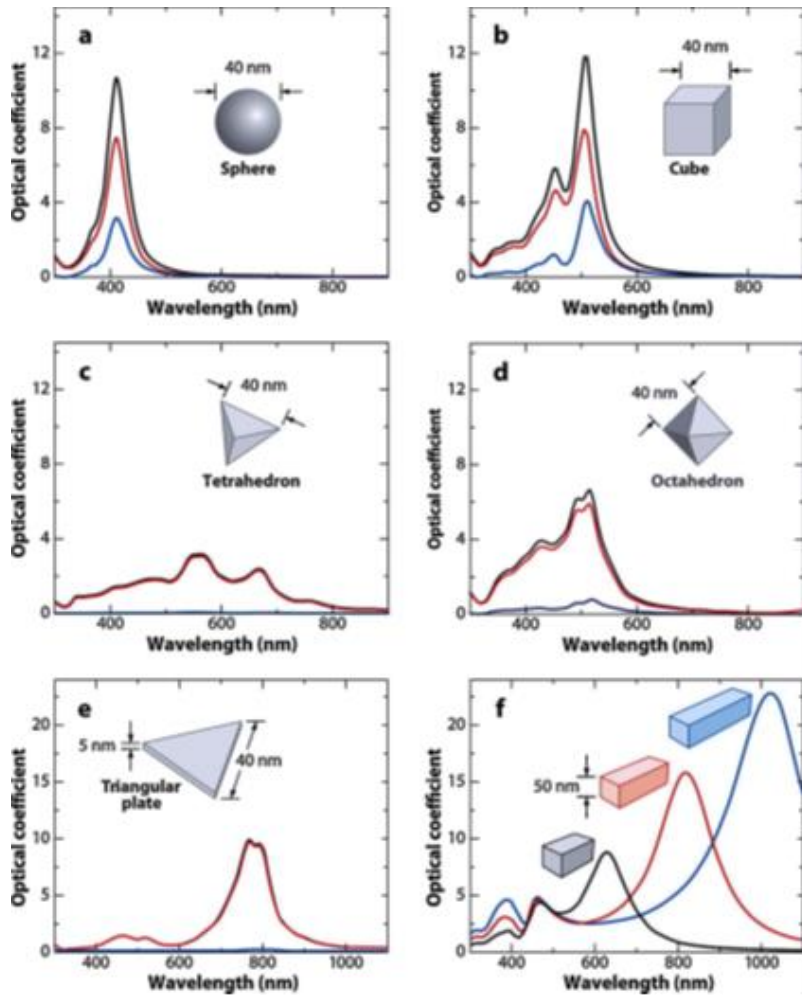 a
40 nm
Sphere
Optical coefficient
12
8
4
0
400 600 800
Wavelength (nm)
b
40 nm
Cube
Optical coefficient
12
8
4
0
400 600 800
Wavelength (nm)
c
40 nm
Tetrahedron
Optical coefficient
12
8
4
0
400 600 800
Wavelength (nm)
d
40 nm
Octahedron
Optical coefficient
12
8
4
0
400 600 800
Wavelength (nm)
e
5 nm
40 nm
Triangular
plate
Optical coefficient
20
15
10
5
0
400 600 800 1000
Wavelength (nm)
f
50 nm
Optical coefficient
20
15
10
5
0
400 600 800 1000
Wavelength (nm)